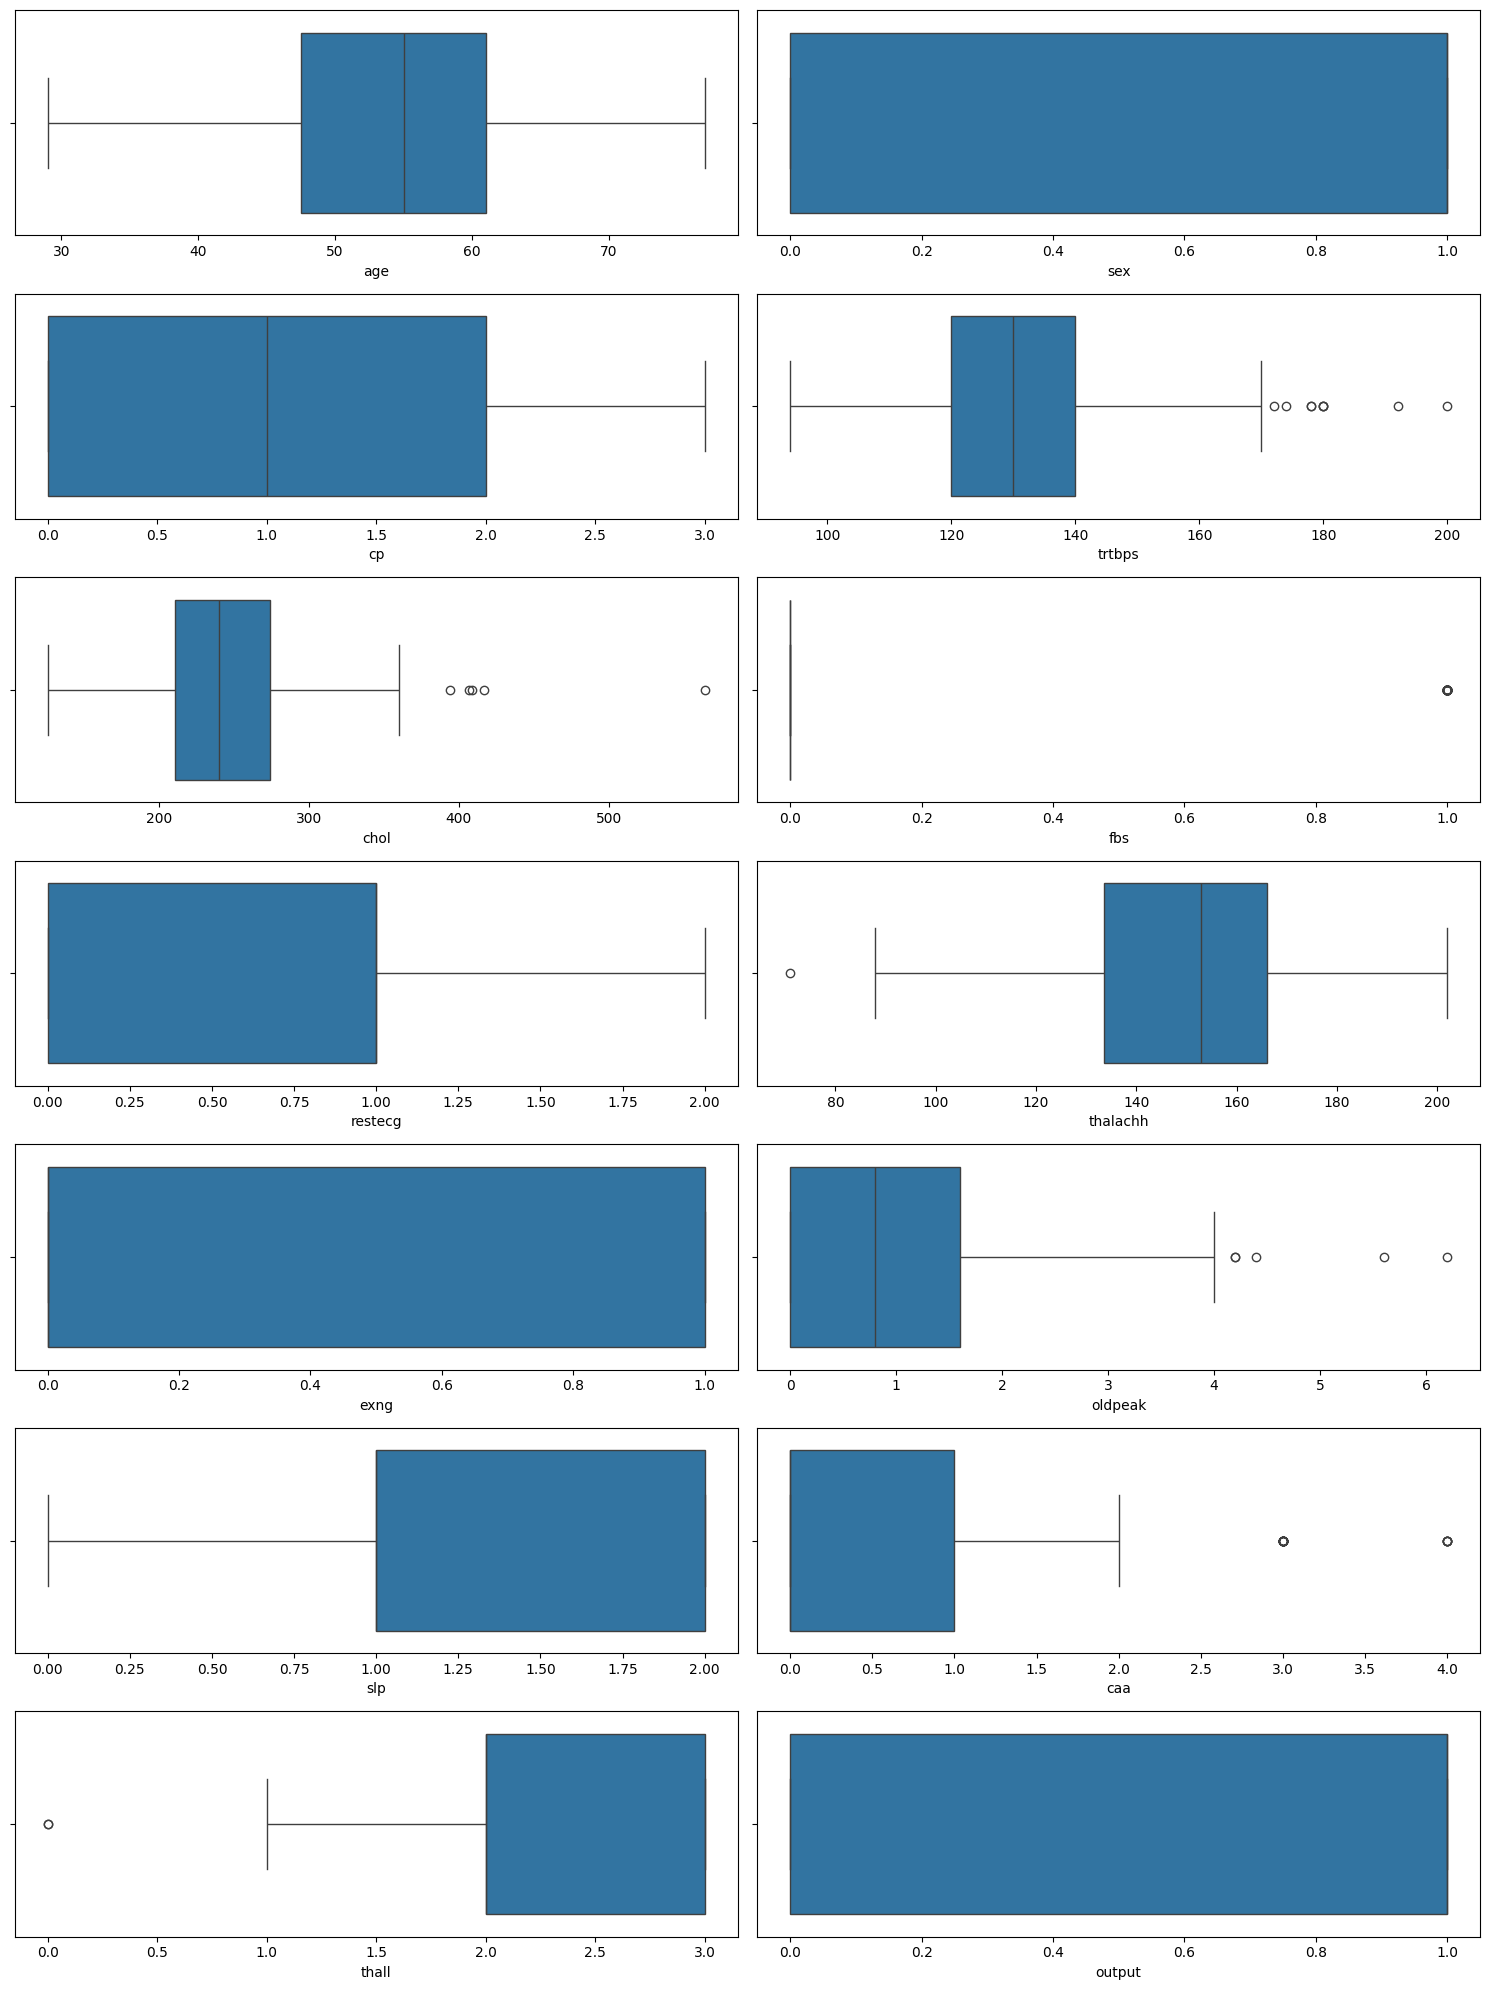 30 40 50 60 70
age
0.0 0.2 0.4 0.6 0.8 1.0
sex
0.0 0.5 1.0 1.5 2.0 2.5 3.0
cp
100 120 140 160 180 200
trtbps
200 300 400 500
chol
0.0 0.2 0.4 0.6 0.8 1.0
fbs
0.00 0.25 0.50 0.75 1.00 1.25 1.50 1.75 2.00
restecg
80 100 120 140 160 180 200
thalachh
0.0 0.2 0.4 0.6 0.8 1.0
exng
0 1 2 3 4 5 6
oldpeak
0.00 0.25 0.50 0.75 1.00 1.25 1.50 1.75 2.00
slp
0.0 0.5 1.0 1.5 2.0 2.5 3.0 3.5 4.0
caa
0.0 0.5 1.0 1.5 2.0 2.5 3.0
thall
0.0 0.2 0.4 0.6 0.8 1.0
output